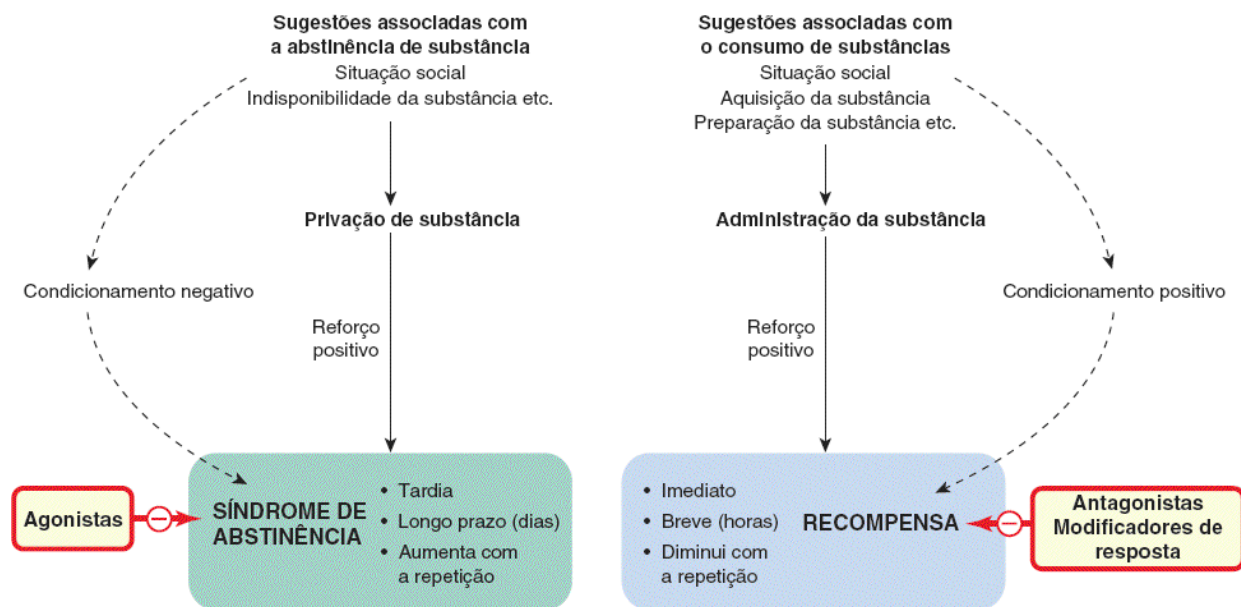 Sugestões associadas com
a abstinência de substância
Situação social
Indisponibilidade da substância etc.
Privação de substância
Condicionamento negativo
Reforço
positivo
Agonistas
SÍNDROME DE
ABSTINÊNCIA
• Tardia
• Longo prazo (dias)
• Aumenta com
a repetição
Sugestões associadas com
o consumo de substâncias
Situação social
Aquisição da substância
Preparação da substância etc.
Administração da substância
Condicionamento positivo
Reforço
positivo
• Imediato
• Breve (horas)
• Diminui com
a repetição
RECOMPENSA
Antagonistas
Modificadores de
resposta